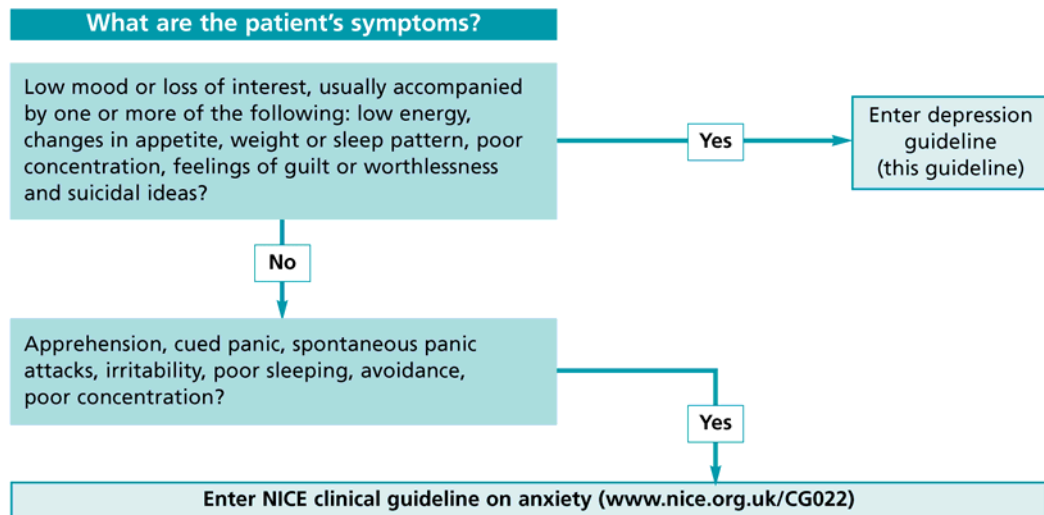 What are the patient's symptoms?
Low mood or loss of interest, usually accompanied
by one or more of the following: low energy,
changes in appetite, weight or sleep pattern, poor
concentration, feelings of guilt or worthlessness
and suicidal ideas?
Yes
Enter depression
guideline
(this guideline)
No
Apprehension, cued panic, spontaneous panic
attacks, irritability, poor sleeping, avoidance,
poor concentration?
Yes
Enter NICE clinical guideline on anxiety (www.nice.org.uk/CG022)